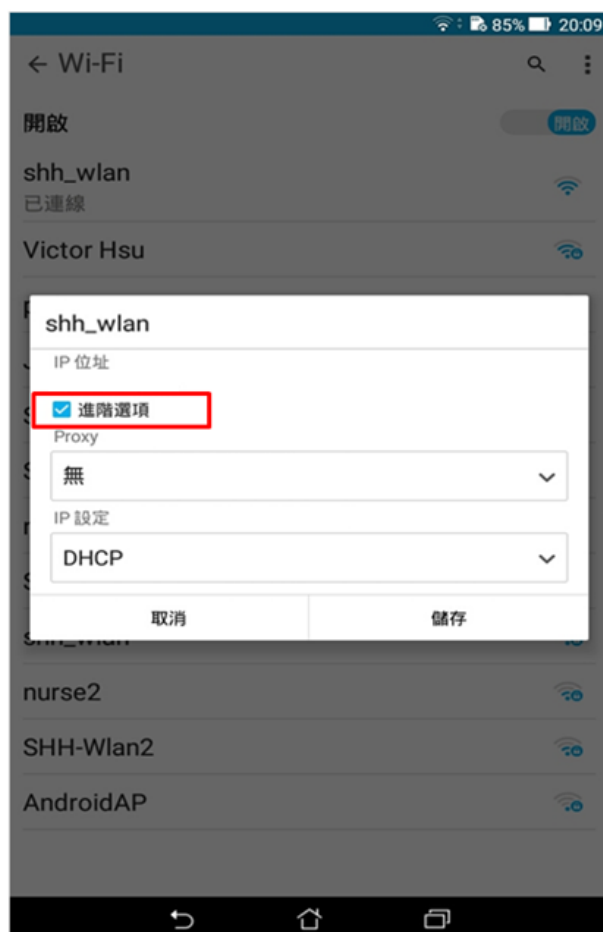 85% 20:09
Wi-Fi
開啟 開啟
shh_wlan
已連線
Victor Hsu
shh_wlan
IP 位址
進階選項
Proxy
無
IP 設定
DHCP
取消 儲存
shh_wlan
nurse2
SHH-Wlan2
AndroidAP